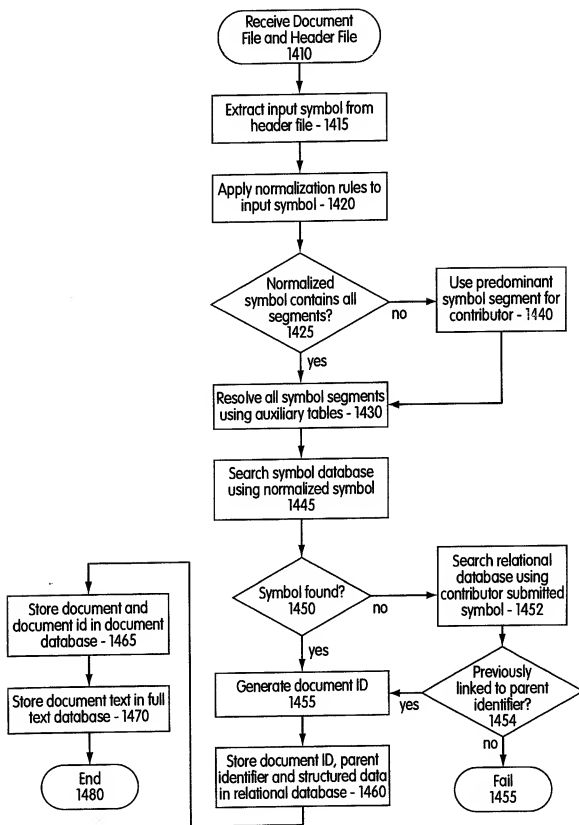 Receive Document
File and Header File
1410
Extract input symbol from
header file - 1415
Apply normalization rules to
input symbol - 1420
Normalized
symbol contains all
segments?
1425
no
Use predominant
symbol segment for
contributor - 1440
yes
Resolve all symbol segments
using auxiliary tables - 1430
Search symbol database
using normalized symbol
1445
Symbol found?
1450
no
Search relational
database using
contributor submitted
symbol - 1452
yes
Previously
linked to parent
identifier?
1454
yes
no
Fail
1455
Generate document ID
1455
Store document ID, parent
identifier and structured data
in relational database - 1460
Store document and
document id in document
database - 1465
Store document text in full
text database - 1470
End
1480